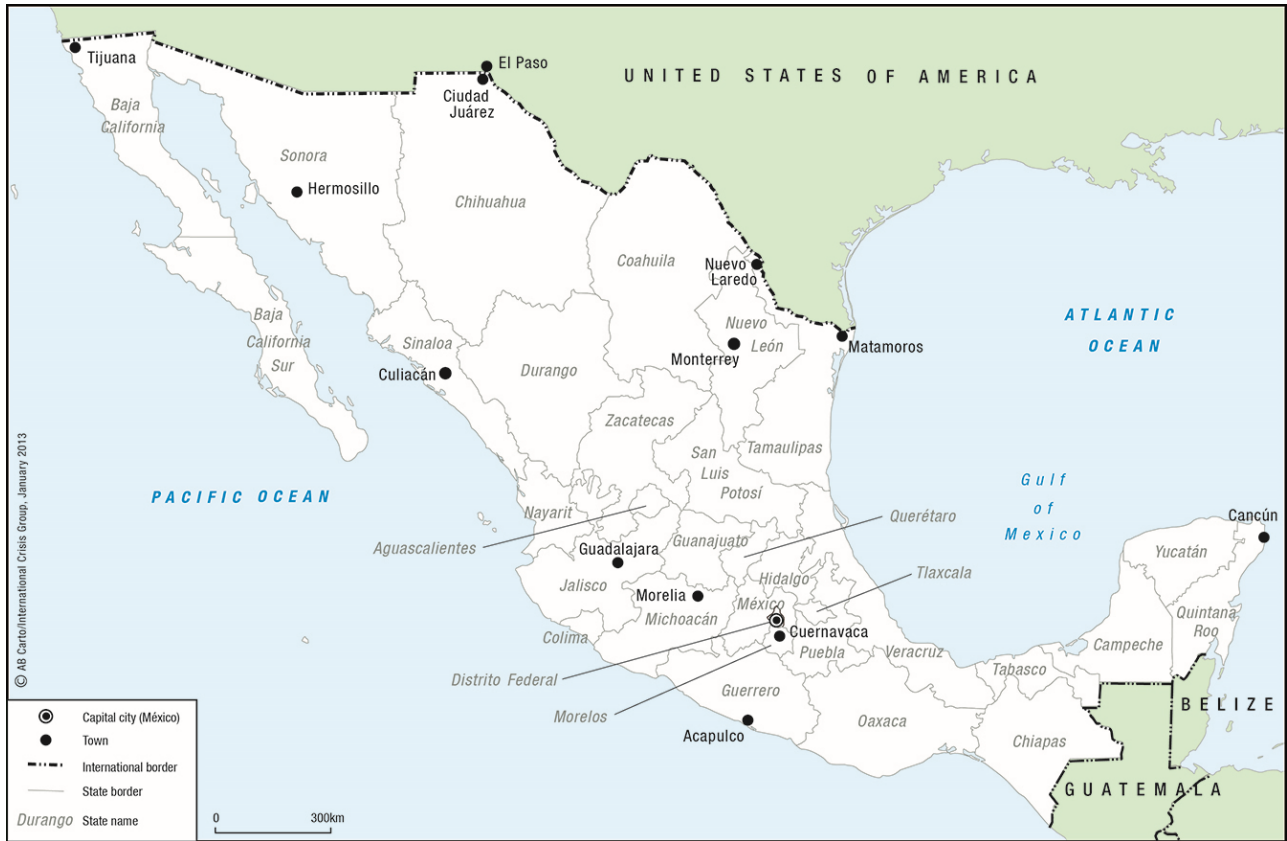 Tijuana
El Paso
UNITED STATES OF AMERICA
Ciudad
Juárez
Baja
California
Sonora
Hermosillo
Chihuahua
Coahuila
Nuevo
Laredo
Baja
California
Sur
Sinaloa
Culiacán
Durango
Nuevo
León
Monterrey
Matamoros
ATLANTIC
OCEAN
Zacatecas
San
Luis
Potosí
Tamaulipas
PACIFIC OCEAN
Gulf
of
Mexico
Nayarit
Aguascalientes
Guanajuato
Querétaro
Cancún
Yucatán
Guadalajara
Jalisco
Hidalgo
Tlaxcala
Morelia
Michoacán
México
Quintana
Roo
Colima
Cuernavaca
Puebla
Veracruz
Campeche
Tabasco
Distrito Federal
Guerrero
Morelos
Acapulco
Oaxaca
Chiapas
BELIZE
GUATEMALA
© AB Carto/International Crisis Group, January 2013
Capital city (México)
Town
International border
State border
Durango State name
0 300km